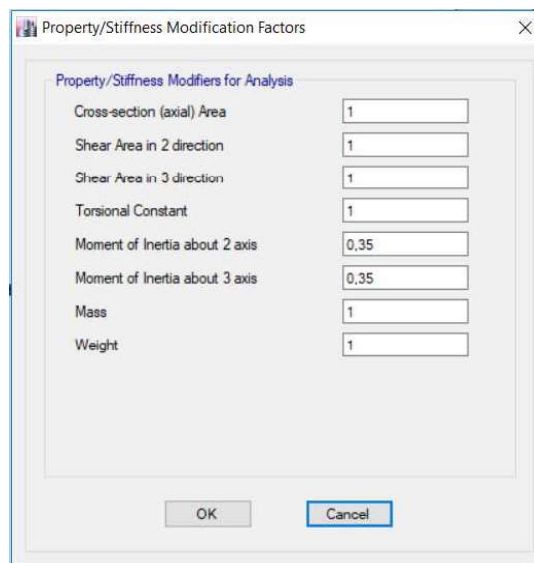 Property/Stiffness Modification Factors
Property/Stiffness Modifiers for Analysis
Cross-section (axial) Area 1
Shear Area in 2 direction 1
Shear Area in 3 direction 1
Torsional Constant 1
Moment of Inertia about 2 axis 0,35
Moment of Inertia about 3 axis 0,35
Mass 1
Weight 1
OK Cancel